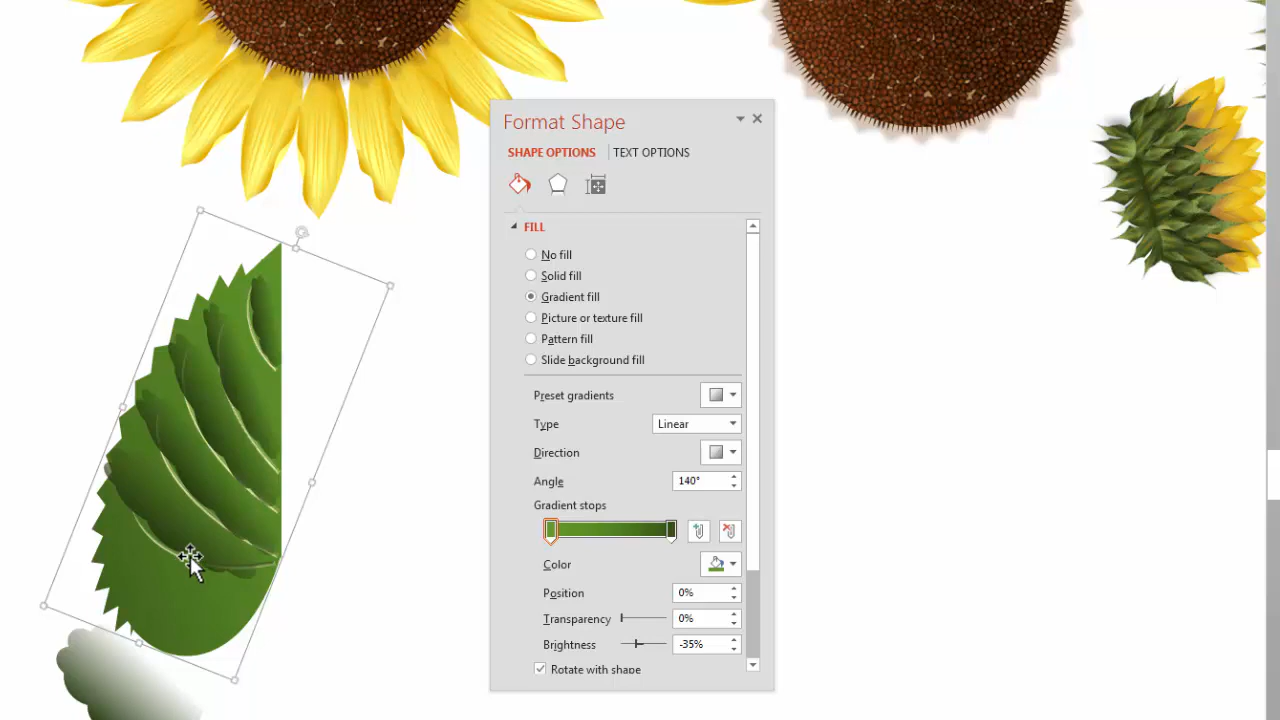 Format Shape
SHAPE OPTIONS TEXT OPTIONS
FILL
No fill
Solid fill
Gradient fill
Picture or texture fill
Pattern fill
Slide background fill
Preset gradients
Type Linear
Direction
Angle 140°
Gradient stops
Color
Position 0%
Transparency 0%
Brightness -35%
Rotate with shape